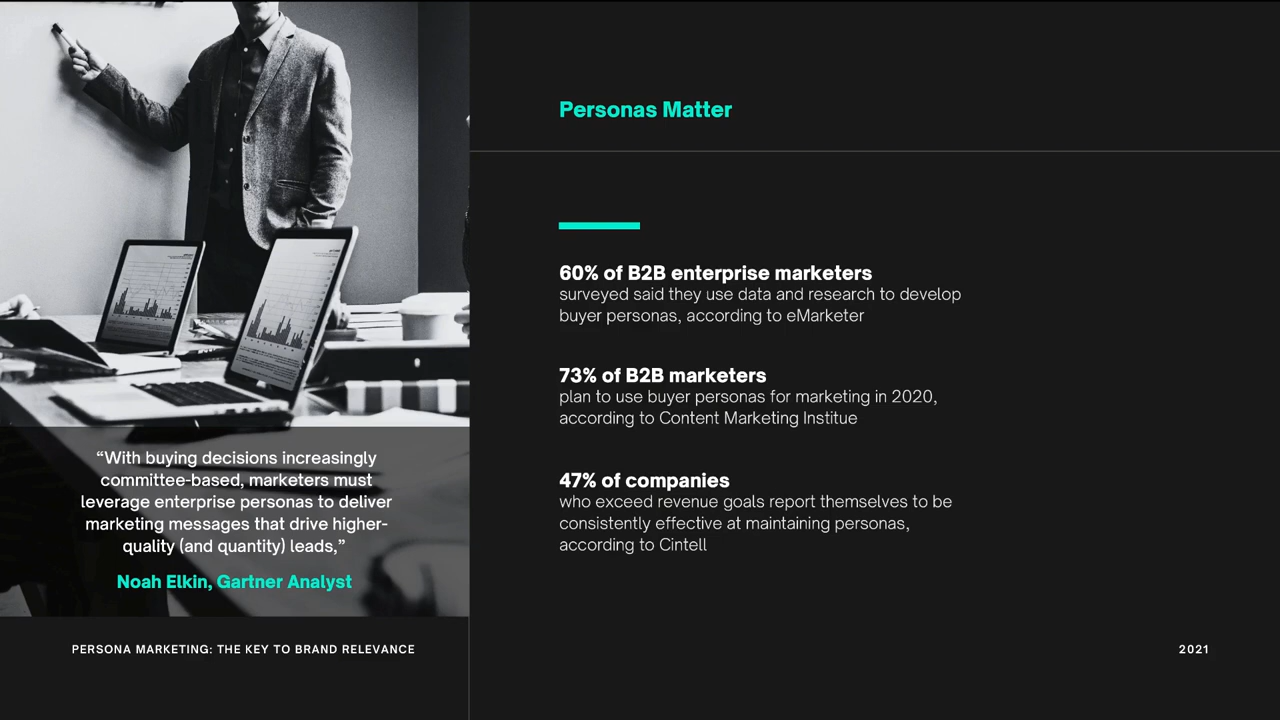 Personas Matter
60% of B2B enterprise marketers
surveyed said they use data and research to develop
buyer personas, according to eMarketer
73% of B2B marketers
plan to use buyer personas for marketing in 2020,
according to Content Marketing Institue
47% of companies
who exceed revenue goals report themselves to be
consistently effective at maintaining personas,
according to Cintell
“With buying decisions increasingly
committee-based, marketers must
leverage enterprise personas to deliver
marketing messages that drive higher-
quality (and quantity) leads,”
Noah Elkin, Gartner Analyst
PERSONA MARKETING: THE KEY TO BRAND RELEVANCE
2021